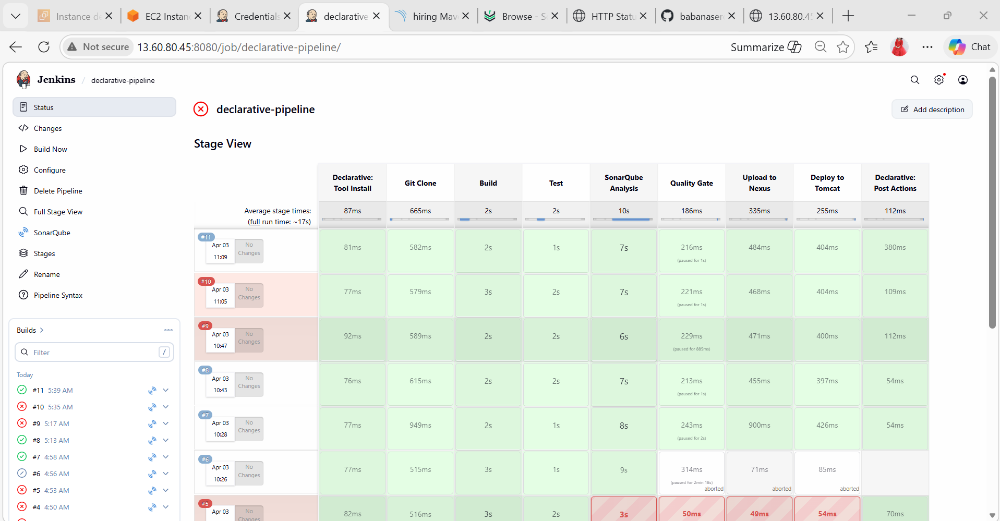 Instance de
EC2 Instan
Credentials
declarative
hiring Mav
Browse - S
HTTP Statu
babanaser
13.60.80.45
Not secure
13.60.80.45:8080/job/declarative-pipeline/
Summarize
Chat
Jenkins / declarative-pipeline
Status
Changes
Build Now
Configure
Delete Pipeline
Full Stage View
SonarQube
Stages
Rename
Pipeline Syntax
Builds
Filter /
Today
#11 5:39 AM
#10 5:35 AM
#9 5:17 AM
#8 5:13 AM
#7 4:58 AM
#6 4:56 AM
#5 4:53 AM
#4 4:50 AM
declarative-pipeline
Add description
Stage View
Declarative: Tool Install
Git Clone
Build
Test
SonarQube Analysis
Quality Gate
Upload to Nexus
Deploy to Tomcat
Declarative: Post Actions
Average stage times:
(full run time: ~17s)
87ms 665ms 2s 2s 10s 186ms 335ms 255ms 112ms
#11
Apr 03 11:09
No Changes
81ms 582ms 2s 1s 7s 216ms 484ms 404ms 380ms
(paused for 1s)
#10
Apr 03 11:05
No Changes
77ms 579ms 3s 2s 7s 221ms 468ms 404ms 109ms
(paused for 1s)
#9
Apr 03 10:47
No Changes
92ms 589ms 2s 2s 6s 229ms 471ms 400ms 112ms
(paused for 885ms)
#8
Apr 03 10:43
No Changes
76ms 615ms 2s 2s 7s 213ms 455ms 397ms 54ms
(paused for 1s)
#7
Apr 03 10:28
No Changes
77ms 949ms 2s 1s 8s 243ms 900ms 426ms 54ms
(paused for 2s)
#6
Apr 03 10:26
No Changes
77ms 515ms 3s 1s 9s 314ms 71ms 85ms
(paused for 2min 18s)
aborted aborted aborted
#5
Apr 03
No Changes
82ms 516ms 3s 2s 3s 50ms 49ms 54ms 70ms